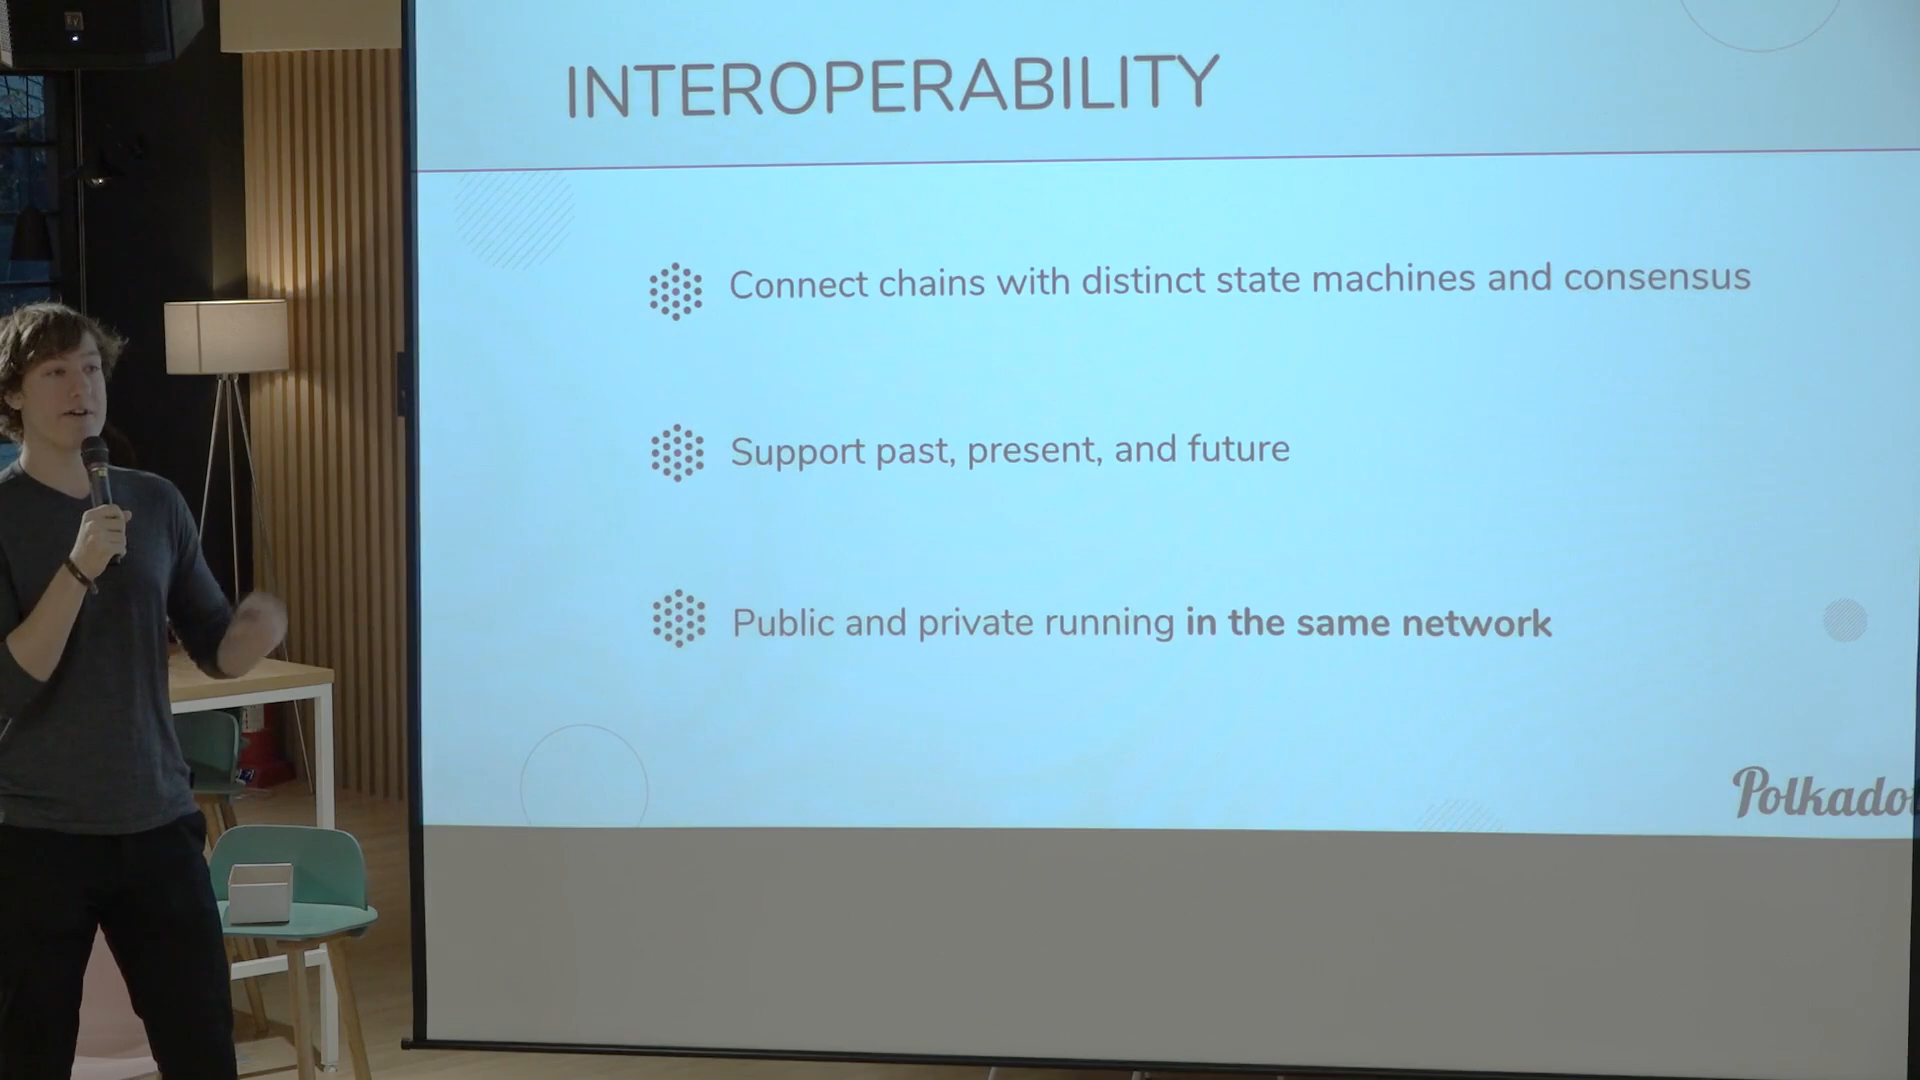 INTEROPERABILITY
Connect chains with distinct state machines and consensus
Support past, present, and future
Public and private running in the same network
Polkadot